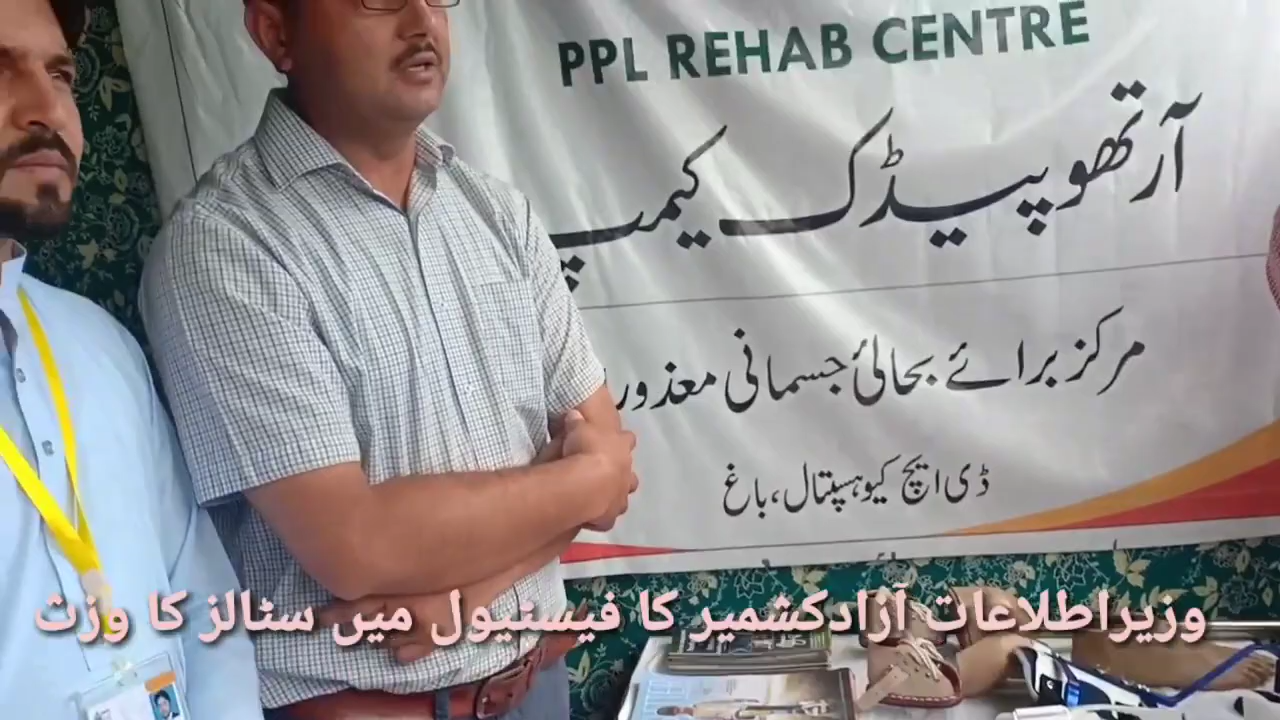 PPL REHAB CENTRE
آرتھوپیڈک کیمپ
مرکز برائے بحالئ جسمانی معذور
ڈی ایچ کیو ہسپتال، باغ
وزیراطلاعات آزادکشمیر کا فیسٹیول میں سٹالز کا وزٹ